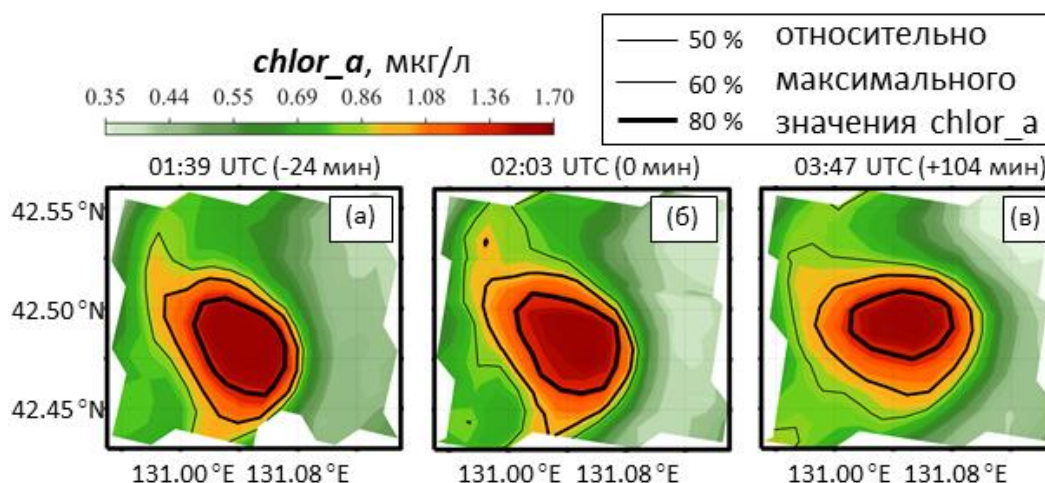 chlor_a, мкг/л
0.35 0.44 0.55 0.69 0.86 1.08 1.36 1.70
50 % относительно
60 % максимального
80 % значения chlor_a
01:39 UTC (-24 мин) 02:03 UTC (0 мин) 03:47 UTC (+104 мин)
(а) (б) (в)
42.55 °N
42.50 °N
42.45 °N
131.00 °E 131.08 °E 131.00 °E 131.08 °E 131.00 °E 131.08 °E